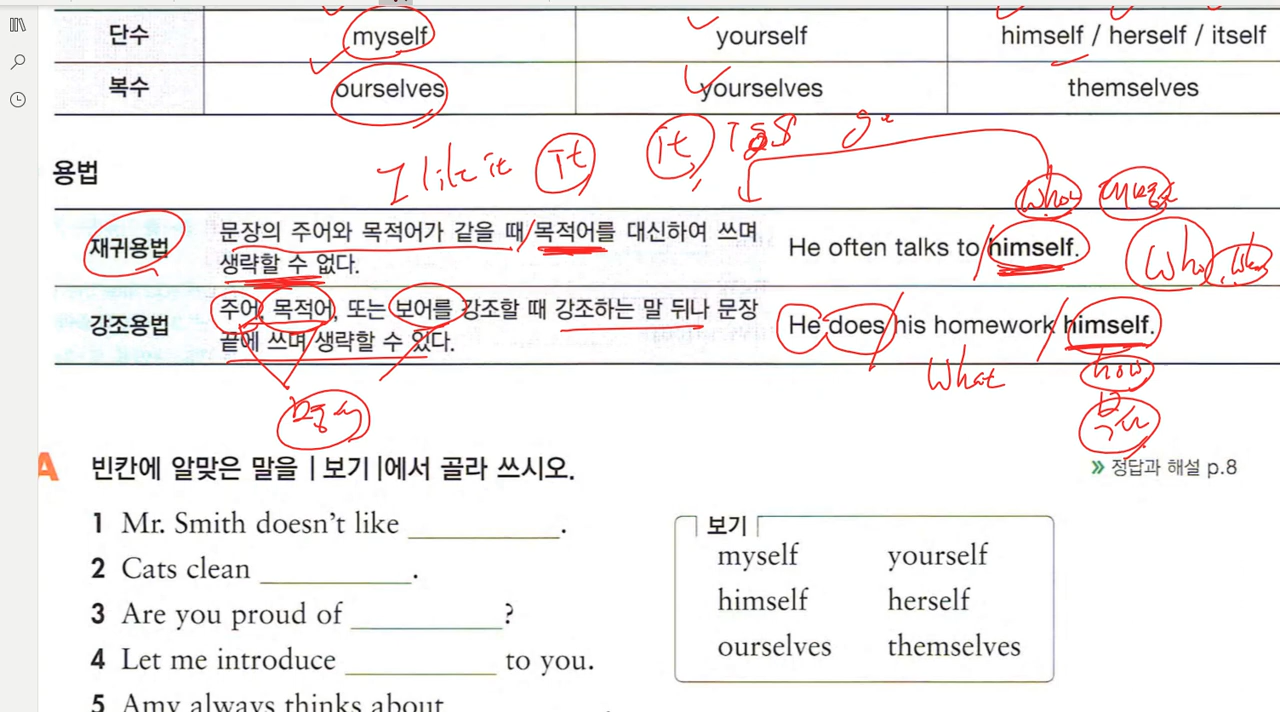 단수 myself yourself himself / herself / itself
복수 ourselves yourselves themselves
I like it It It,
용법
whom
재귀용법 문장의 주어와 목적어가 같을 때 / 목적어를 대신하여 쓰며 He often talks to himself. who
생략할 수 없다.
강조용법 주어, 목적어, 또는 보어를 강조할 때 강조하는 말 뒤나 문장 He does his homework himself.
끝에 쓰며 생략할 수 있다.
What how
A 빈칸에 알맞은 말을 | 보기 |에서 골라 쓰시오. » 정답과 해설 p.8
1 Mr. Smith doesn't like ____________.
2 Cats clean ____________.
3 Are you proud of ____________?
4 Let me introduce ____________ to you.
5 Amy always thinks about ____________.
보기
myself yourself
himself herself
ourselves themselves